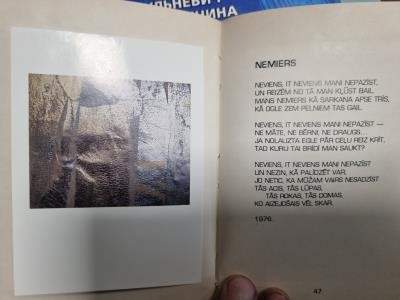 НИНА
NEMIERS
NEVIENS, IT NEVIENS MANI NEPAZĪST,
UN REIZĒM NO TĀ MAN KĻŪST BAIL.
MANS NEMIERS KĀ SARKANA APSE TRĪS,
KĀ OGLE ZEM PELNIEM TAS GAIL.
NEVIENS, IT NEVIENS MANI NEPAZĪST —
NE MĀTE, NE BĒRNI, NE DRAUGS...
JA NOLAUZTA EGLE PĀR CEĻU REIZ KRĪT,
TAD KURU TAI BRĪDĪ MAN SAUKT?
NEVIENS, IT NEVIENS MANI NEPAZĪST
UN NEZIN, KĀ PALĪDZĒT VAR,
JO NETIC, KA MŪŽAM VAIRS NESADZĪST
TĀS ACIS, TĀS LŪPAS,
TĀS ROKAS, TĀS DOMAS,
KO AIZEJOŠAIS VĒL SKAR.
1976.
47